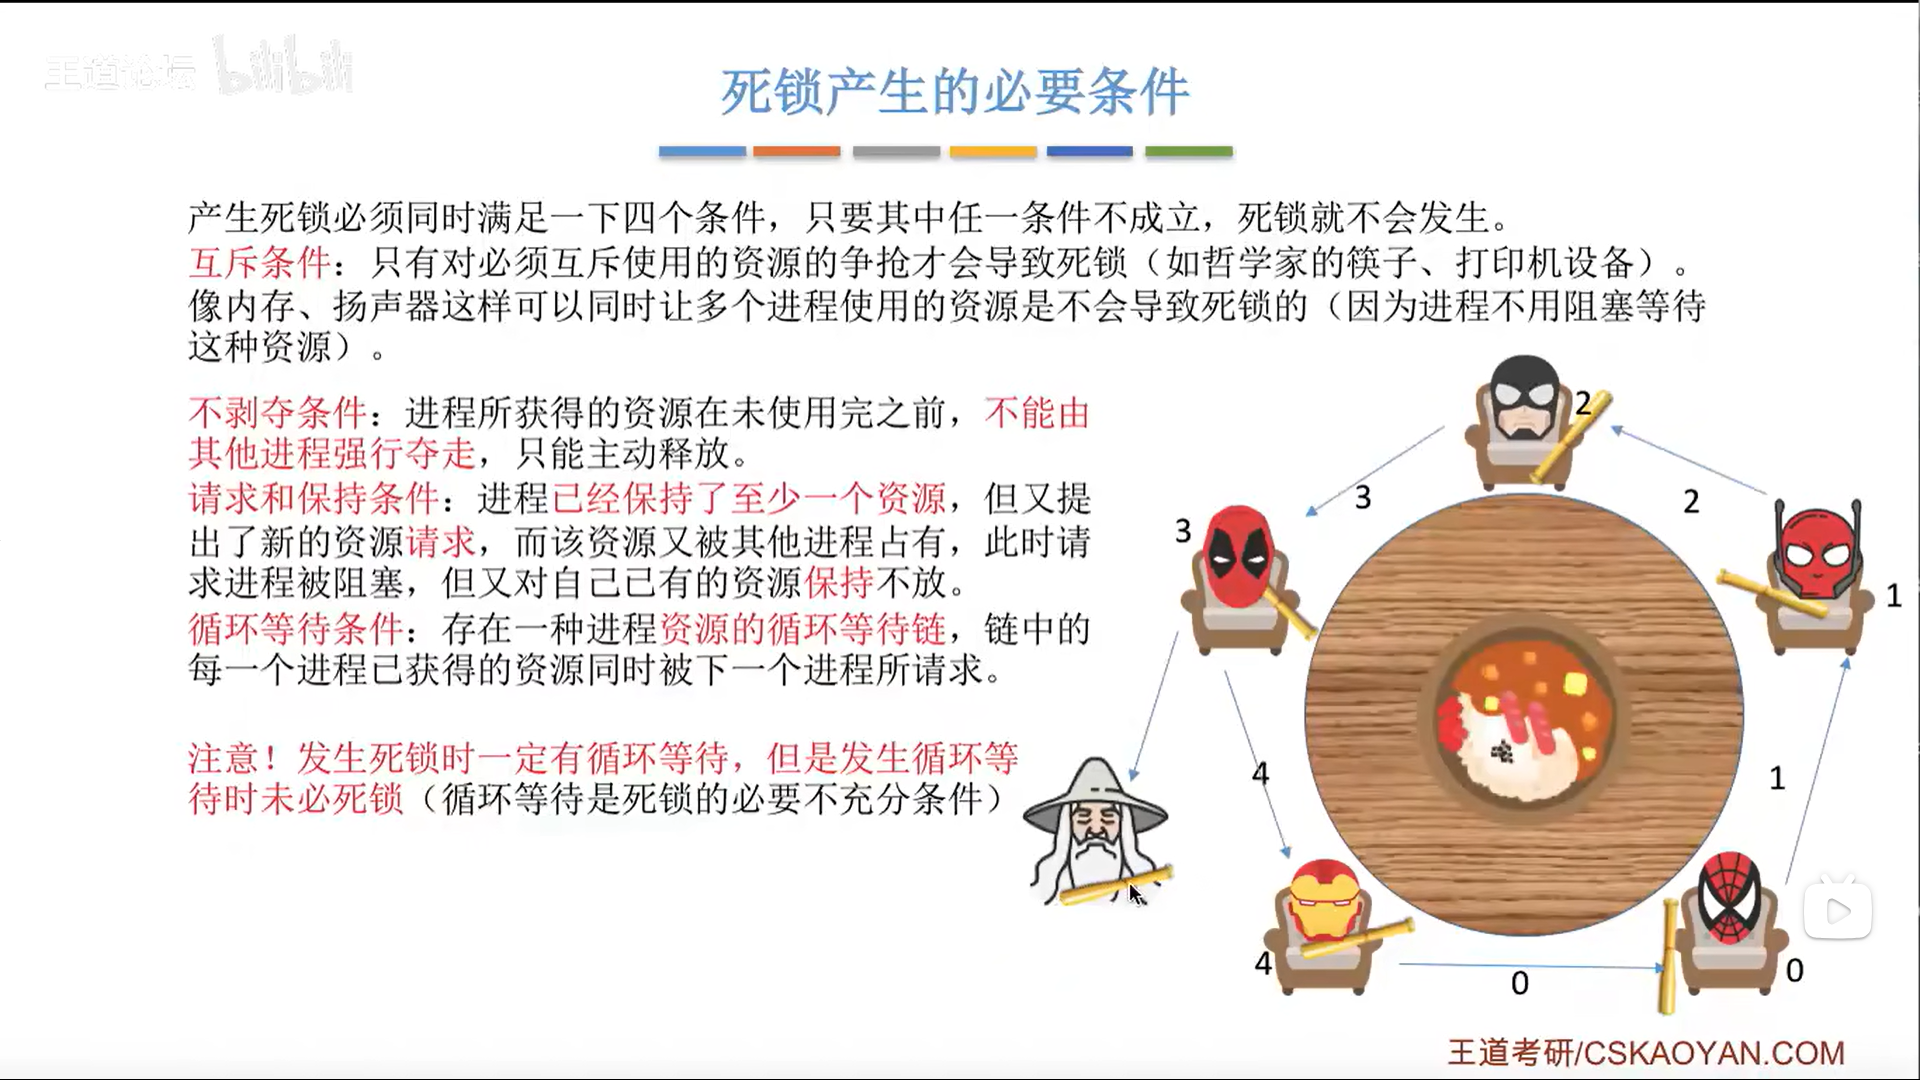 王道论坛 bilibili
死锁产生的必要条件
产生死锁必须同时满足一下四个条件，只要其中任一条件不成立，死锁就不会发生。
互斥条件：只有对必须互斥使用的资源的争抢才会导致死锁（如哲学家的筷子、打印机设备）。
像内存、扬声器这样可以同时让多个进程使用的资源是不会导致死锁的（因为进程不用阻塞等待
这种资源）。
不剥夺条件：进程所获得的资源在未使用完之前，不能由
其他进程强行夺走，只能主动释放。
请求和保持条件：进程已经保持了至少一个资源，但又提
出了新的资源请求，而该资源又被其他进程占有，此时请
求进程被阻塞，但又对自己已有的资源保持不放。
循环等待条件：存在一种进程资源的循环等待链，链中的
每一个进程已获得的资源同时被下一个进程所请求。
注意！发生死锁时一定有循环等待，但是发生循环等
待时未必死锁（循环等待是死锁的必要不充分条件）
2
3
2
3
1
4
1
4
0
0
王道考研/CSKAOYAN.COM